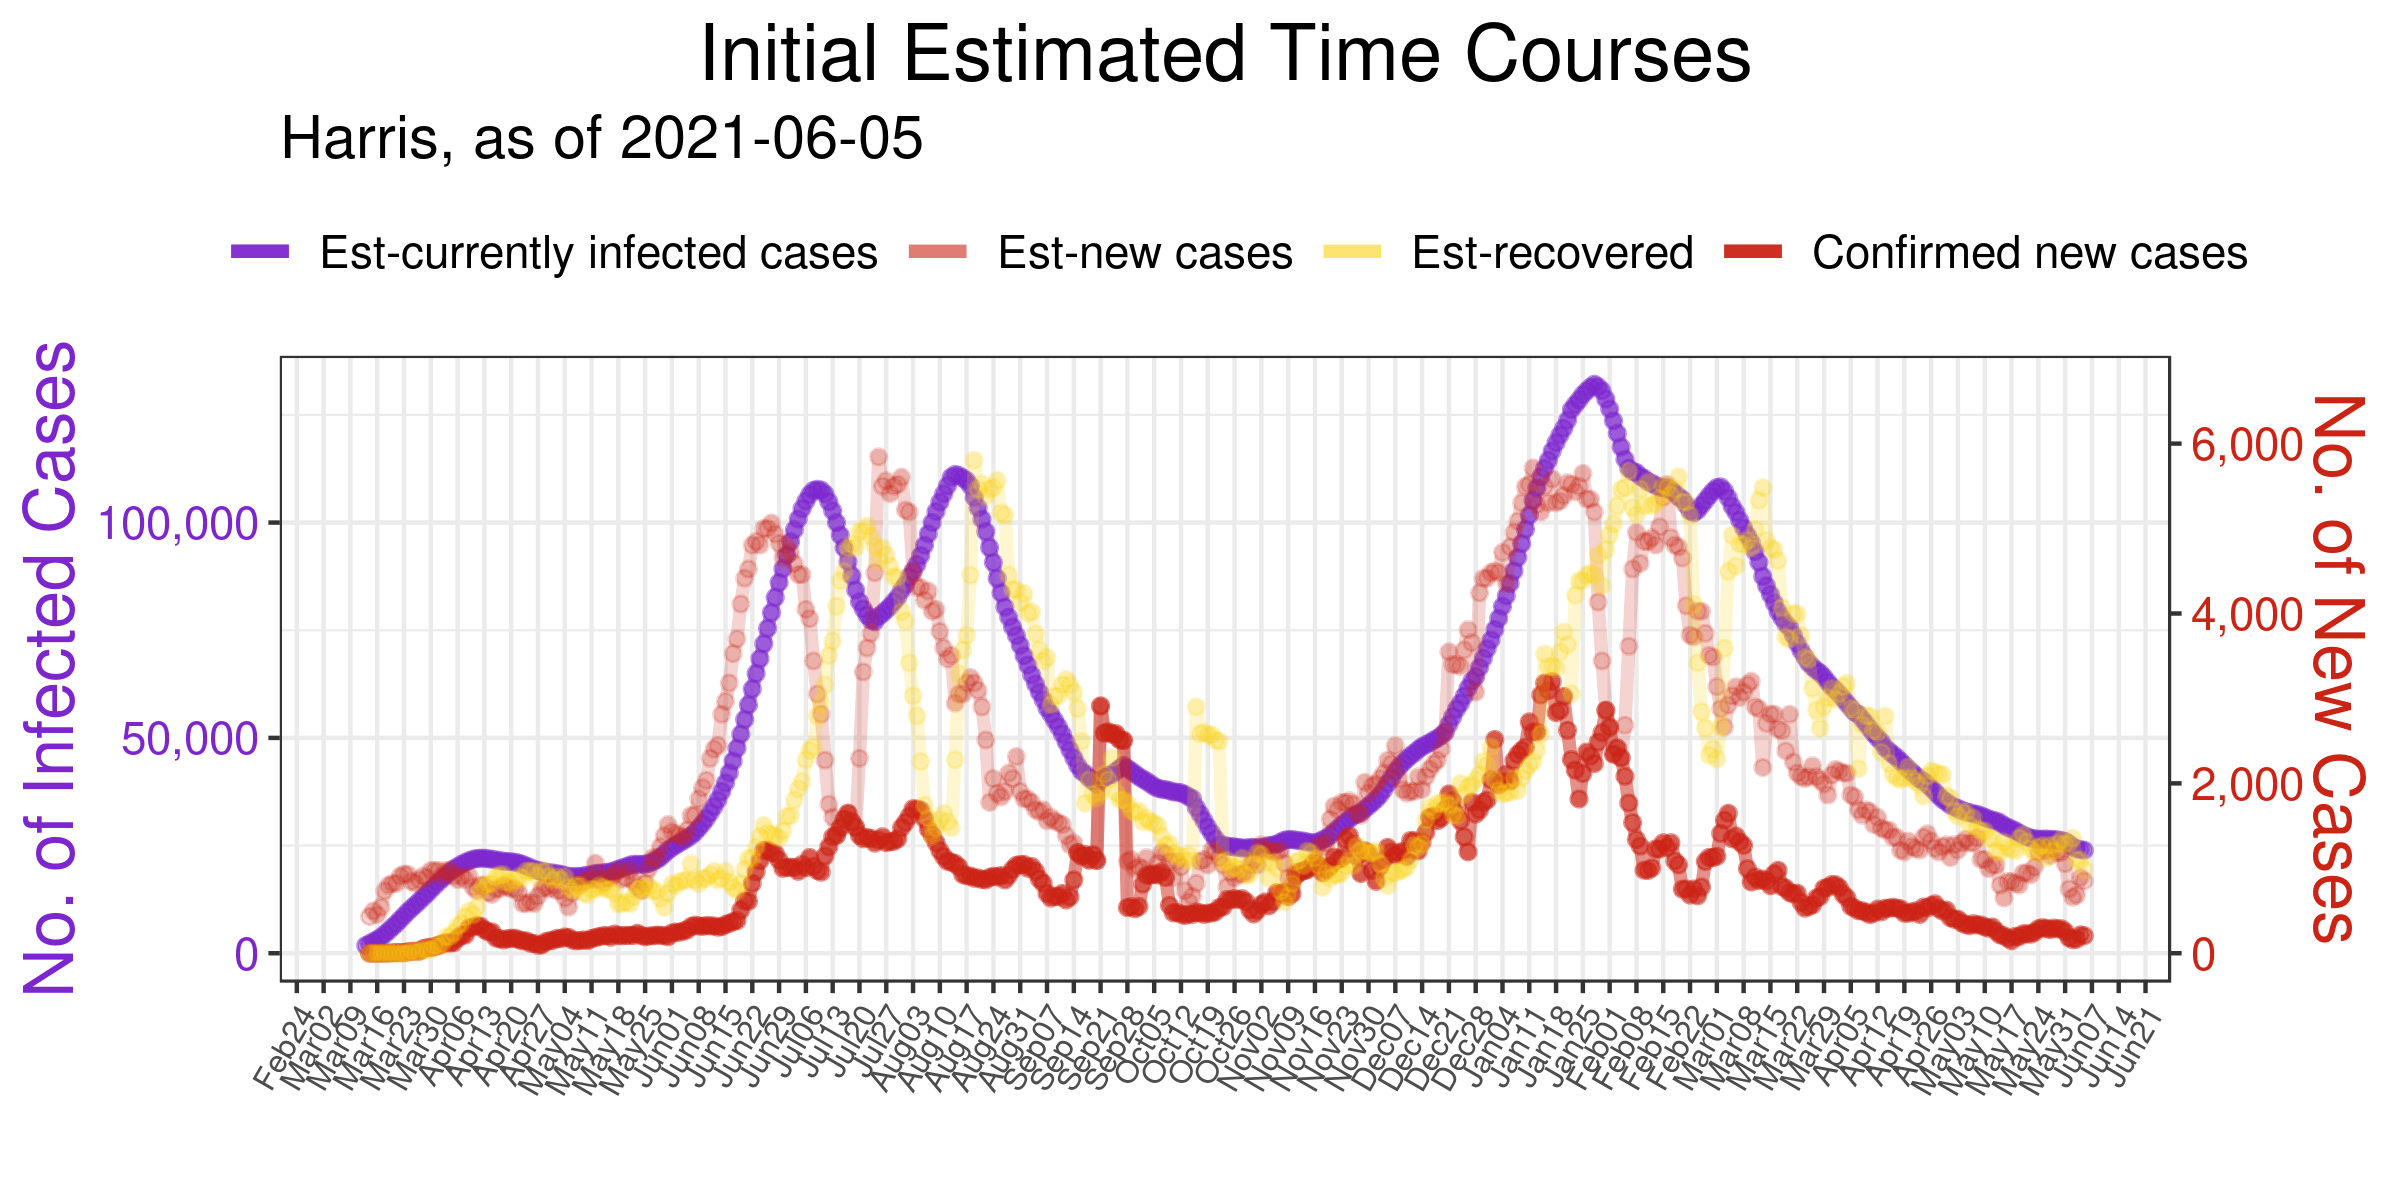 Initial Estimated Time Courses
Harris, as of 2021-06-05
Est-currently infected cases Est-new cases Est-recovered Confirmed new cases
No. of Infected Cases
100,000
50,000
0
6,000
4,000
2,000
0
No. of New Cases
Feb24 Mar02 Mar09 Mar16 Mar23 Mar30 Apr06 Apr13 Apr20 Apr27 May04 May11 May18 May25 Jun01 Jun08 Jun15 Jun22 Jun29 Jul06 Jul13 Jul20 Jul27 Aug03 Aug10 Aug17 Aug24 Aug31 Sep07 Sep14 Sep21 Sep28 Oct05 Oct12 Oct19 Oct26 Nov02 Nov09 Nov16 Nov23 Nov30 Dec07 Dec14 Dec21 Dec28 Jan04 Jan11 Jan18 Jan25 Feb01 Feb08 Feb15 Feb22 Mar01 Mar08 Mar15 Mar22 Mar29 Apr05 Apr12 Apr19 Apr26 May03 May10 May17 May24 May31 Jun07 Jun14 Jun21